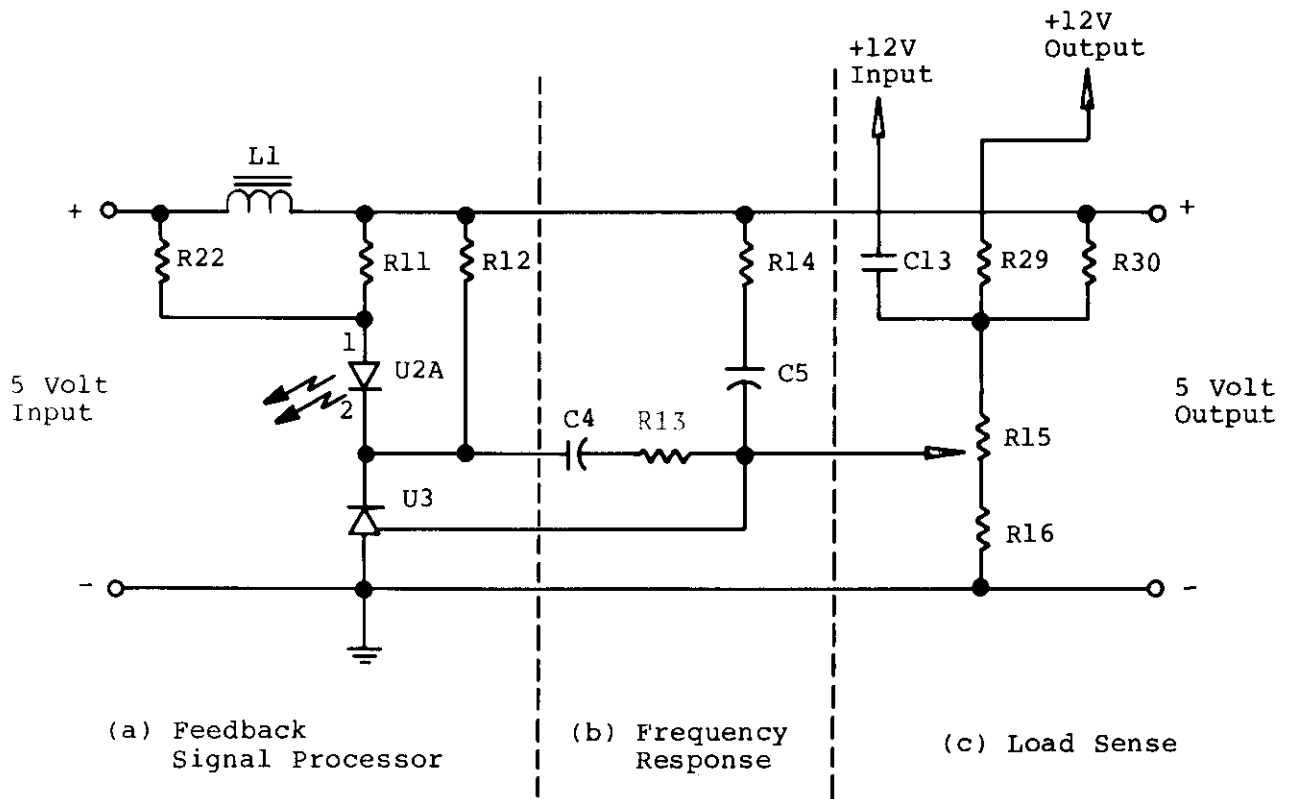 +12V
Output
+12V
Input
L1
+
+
R22
R11
R12
R14
C13
R29
R30
1
U2A
2
C5
5 Volt
Input
5 Volt
Output
C4
R13
R15
U3
R16
-
-
(a) Feedback
Signal Processor
(b) Frequency
Response
(c) Load Sense